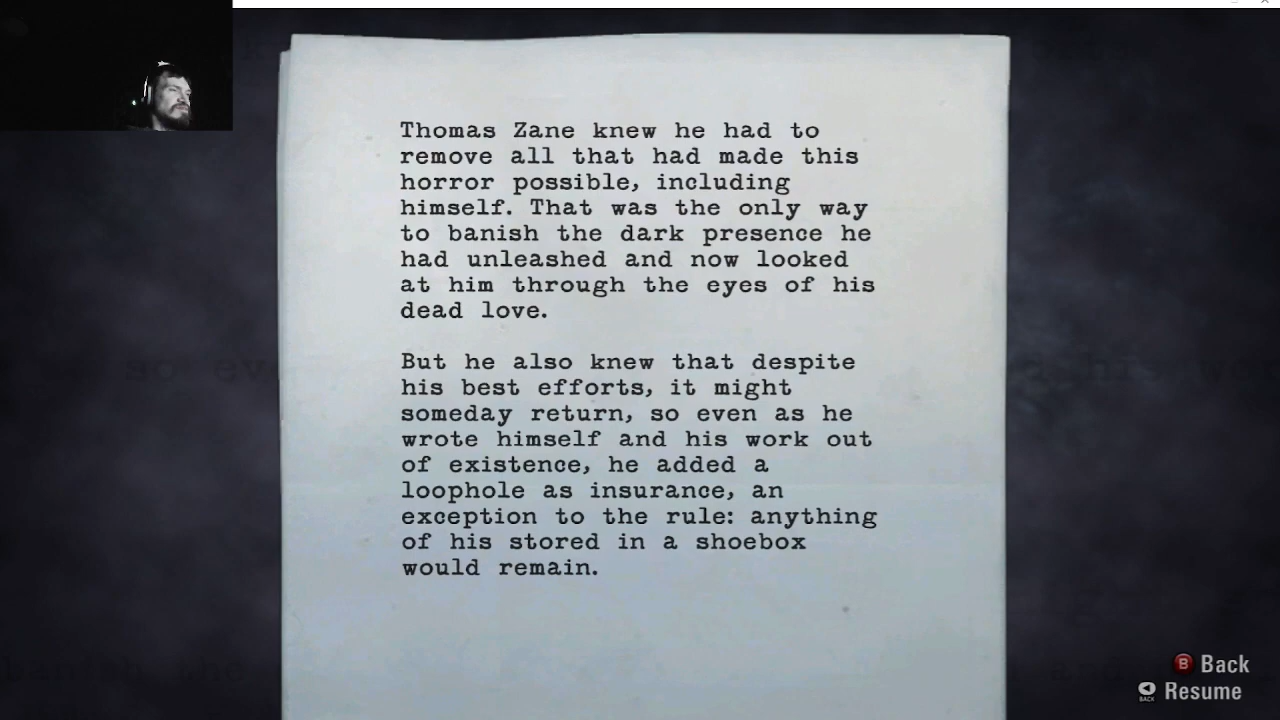 Thomas Zane knew he had to
remove all that had made this
horror possible, including
himself. That was the only way
to banish the dark presence he
had unleashed and now looked
at him through the eyes of his
dead love.
But he also knew that despite
his best efforts, it might
someday return, so even as he
wrote himself and his work out
of existence, he added a
loophole as insurance, an
exception to the rule: anything
of his stored in a shoebox
would remain.
B Back
BACK Resume